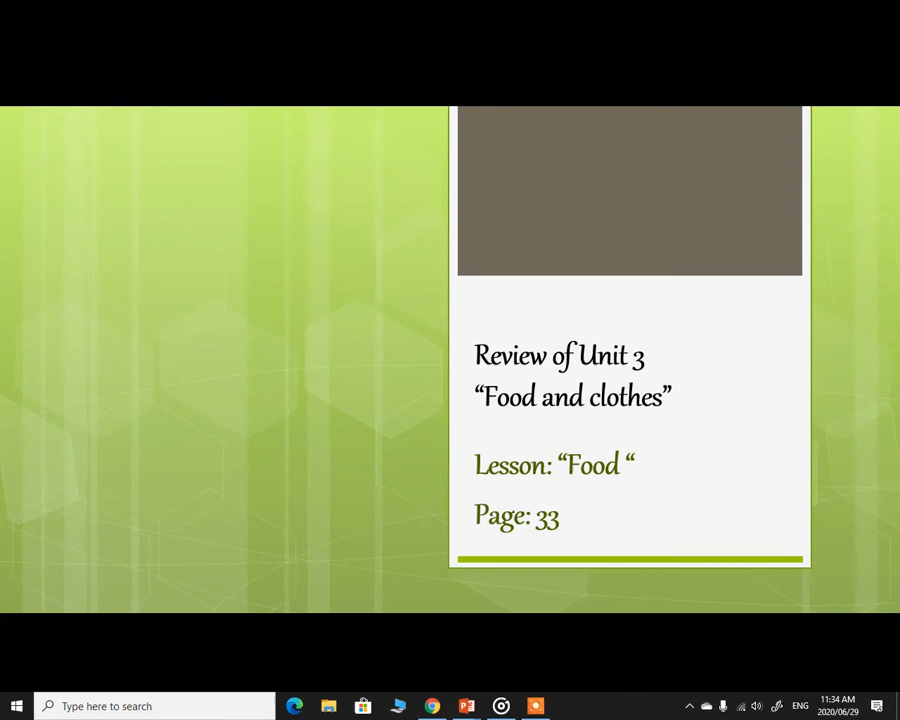 Review of Unit 3
“Food and clothes”
Lesson: “Food “
Page: 33
Type here to search
ENG
11:34 AM
2020/06/29